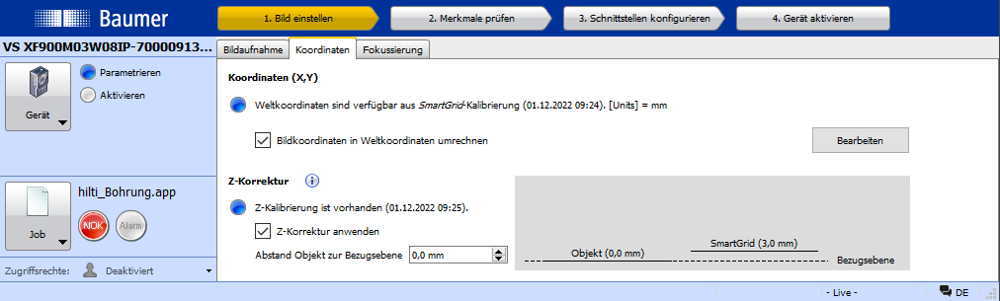 Baumer
1. Bild einstellen
2. Merkmale prüfen
3. Schnittstellen konfigurieren
4. Gerät aktivieren
VS XF900M03W08IP-70000913...
Gerät
Parametrieren
Aktivieren
Job
hilti_Bohrung.app
NOK
Alarm
Zugriffsrechte:
Deaktiviert
Bildaufnahme
Koordinaten
Fokussierung
Koordinaten (X,Y)
Weltkoordinaten sind verfügbar aus SmartGrid-Kalibrierung (01.12.2022 09:24). [Units] = mm
Bildkoordinaten in Weltkoordinaten umrechnen
Bearbeiten
Z-Korrektur
Z-Kalibrierung ist vorhanden (01.12.2022 09:25).
Z-Korrektur anwenden
Abstand Objekt zur Bezugsebene
0,0 mm
SmartGrid (3,0 mm)
Objekt (0,0 mm)
Bezugsebene
- Live -
DE